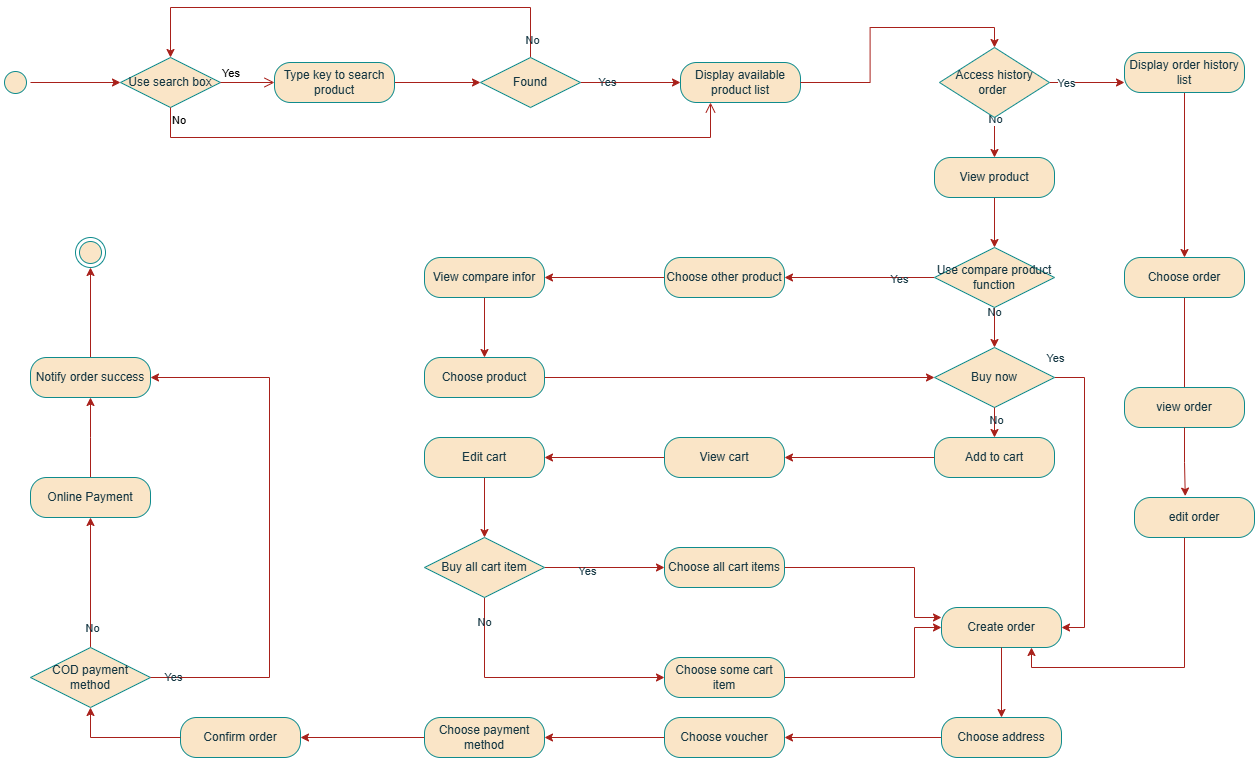 No
Use search box
Yes
Type key to search
product
Found
Yes
Display available
product list
Access history
order
Yes
Display order history
list
No
No
View product
View compare infor
Choose other product
Yes
Use compare product
function
Choose order
No
Notify order success
Choose product
Buy now
Yes
view order
No
Edit cart
View cart
Add to cart
Online Payment
edit order
Buy all cart item
Yes
Choose all cart items
No
No
Create order
COD payment
method
Yes
Choose some cart
item
Confirm order
Choose payment
method
Choose voucher
Choose address